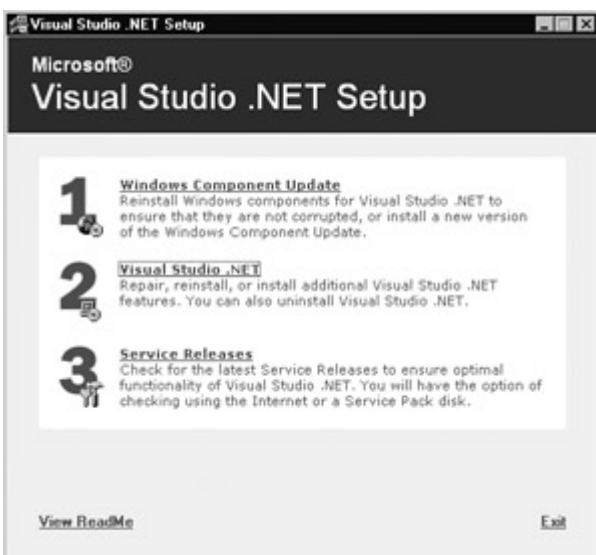 Visual Studio .NET Setup
Microsoft®
Visual Studio .NET Setup
1
Windows Component Update
Reinstall Windows components for Visual Studio .NET to
ensure that they are not corrupted, or install a new version
of the Windows Component Update.
2
Visual Studio .NET
Repair, reinstall, or install additional Visual Studio .NET
features. You can also uninstall Visual Studio .NET.
3
Service Releases
Check for the latest Service Releases to ensure optimal
functionality of Visual Studio .NET. You will have the option of
checking using the Internet or a Service Pack disk.
View ReadMe
Exit